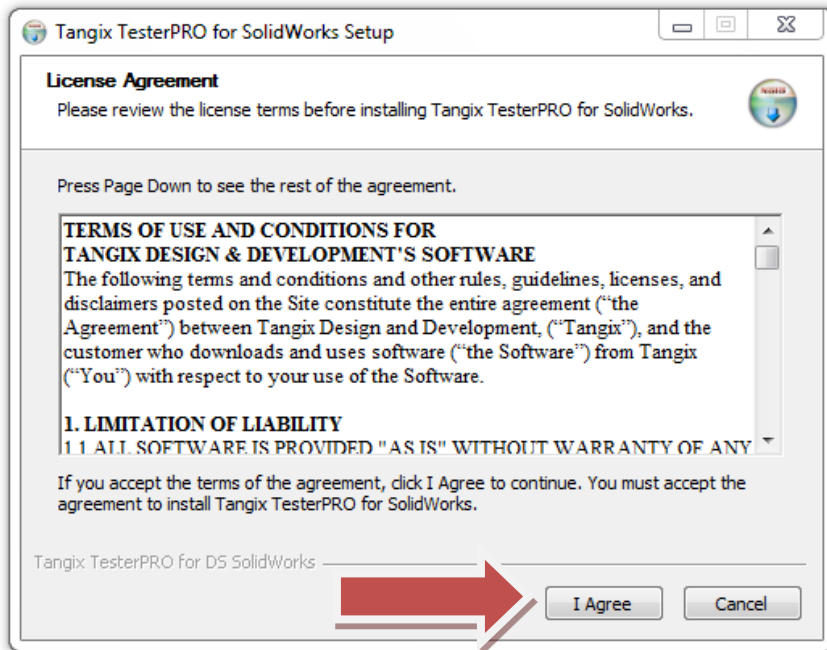 Tangix TesterPRO for SolidWorks Setup
License Agreement
Please review the license terms before installing Tangix TesterPRO for SolidWorks.
Press Page Down to see the rest of the agreement.
TERMS OF USE AND CONDITIONS FOR
TANGIX DESIGN & DEVELOPMENT'S SOFTWARE
The following terms and conditions and other rules, guidelines, licenses, and
disclaimers posted on the Site constitute the entire agreement (“the
Agreement”) between Tangix Design and Development, (“Tangix”), and the
customer who downloads and uses software (“the Software”) from Tangix
(“You”) with respect to your use of the Software.
1. LIMITATION OF LIABILITY
1.1 ALL SOFTWARE IS PROVIDED "AS IS" WITHOUT WARRANTY OF ANY
If you accept the terms of the agreement, click I Agree to continue. You must accept the
agreement to install Tangix TesterPRO for SolidWorks.
Tangix TesterPRO for DS SolidWorks
I Agree
Cancel